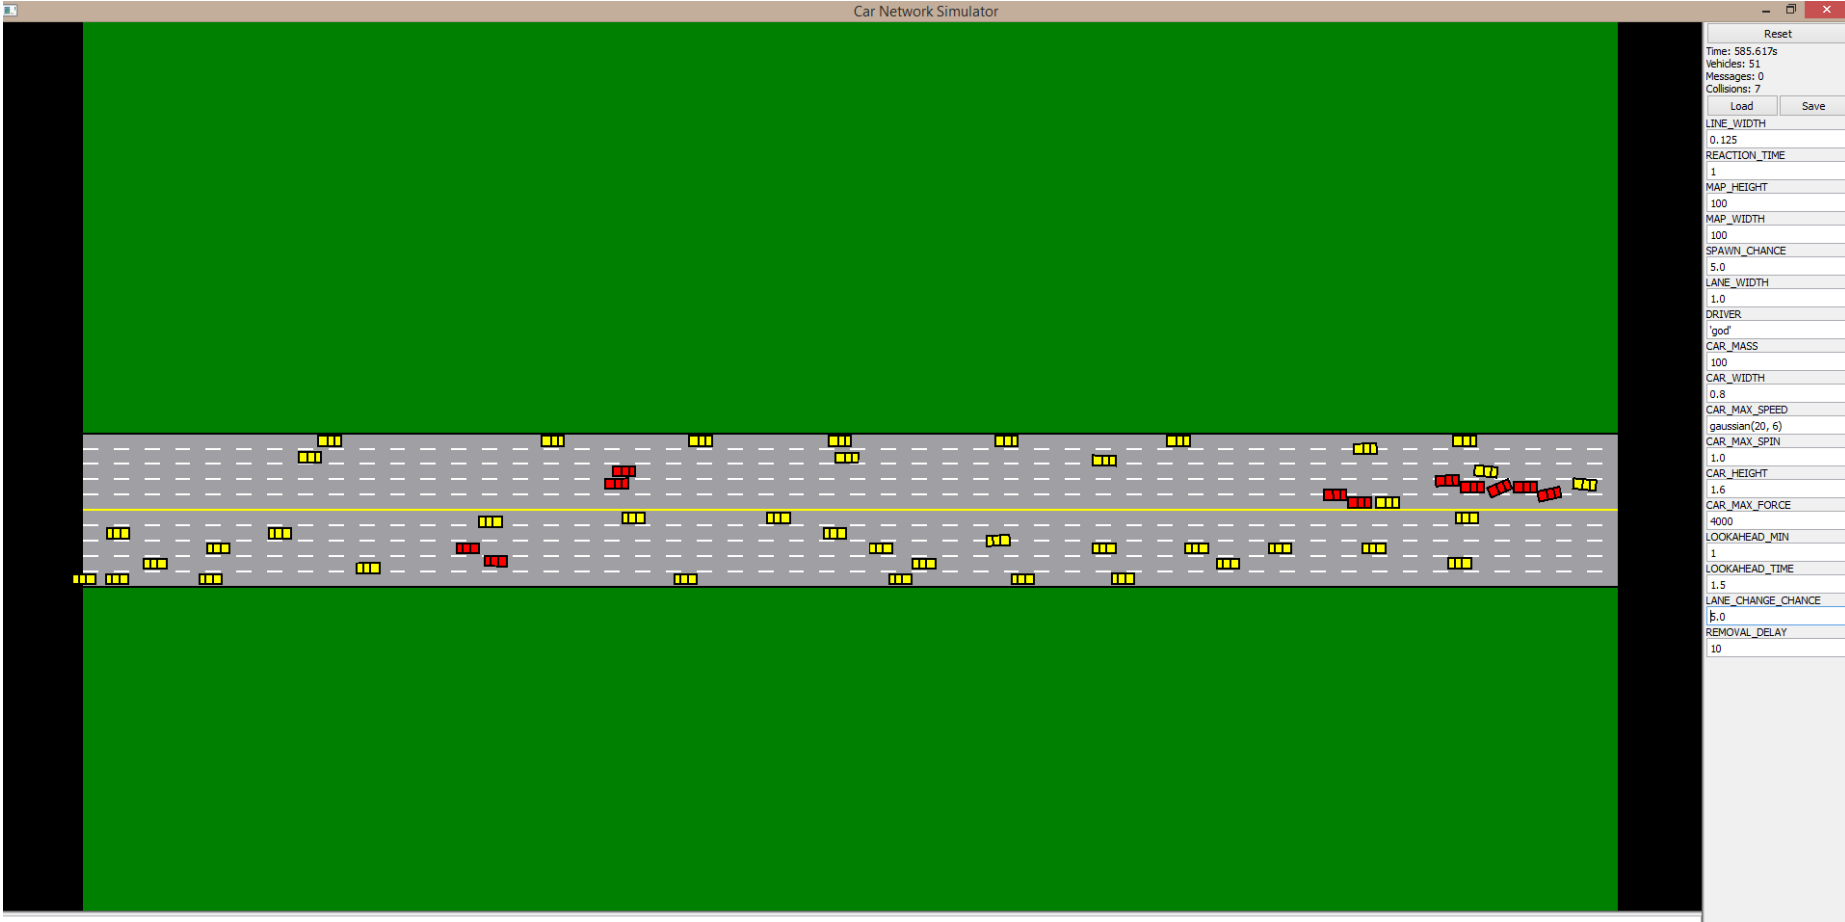 Car Network Simulator
Reset
Time: 585.617s
Vehicles: 51
Messages: 0
Collisions: 7
Load Save
LINE_WIDTH
0.125
REACTION_TIME
1
MAP_HEIGHT
100
MAP_WIDTH
100
SPAWN_CHANCE
5.0
LANE_WIDTH
1.0
DRIVER
'god'
CAR_MASS
100
CAR_WIDTH
0.8
CAR_MAX_SPEED
gaussian(20, 6)
CAR_MAX_SPIN
1.0
CAR_HEIGHT
1.6
CAR_MAX_FORCE
4000
LOOKAHEAD_MIN
1
LOOKAHEAD_TIME
1.5
LANE_CHANGE_CHANCE
5.0
REMOVAL_DELAY
10